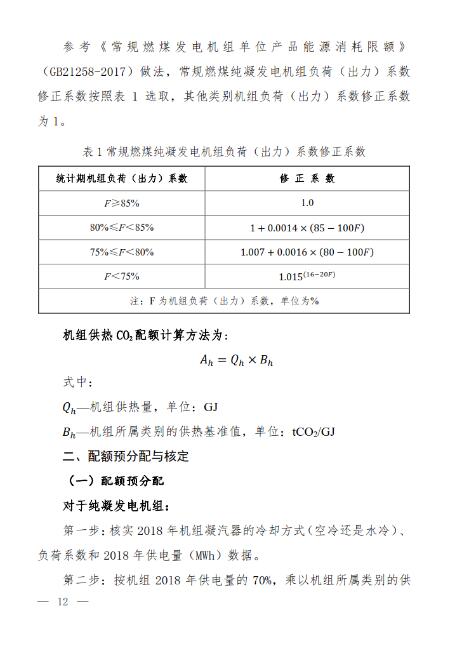 参考《常规燃煤发电机组单位产品能源消耗限额》
（GB21258-2017）做法，常规燃煤纯凝发电机组负荷（出力）系数
修正系数按照表 1 选取，其他类别机组负荷（出力）系数修正系数
为 1。
表 1 常规燃煤纯凝发电机组负荷（出力）系数修正系数
统计期机组负荷（出力）系数 修 正 系 数
F≥85% 1.0
80%≤F＜85% 1 + 0.0014 × (85 − 100F)
75%≤F＜80% 1.007 + 0.0016 × (80 − 100F)
F＜75% 1.015^(16−20F)
注：F 为机组负荷（出力）系数，单位为%
机组供热 CO₂ 配额计算方法为:
Aₕ = Qₕ × Bₕ
式中：
Qₕ—机组供热量，单位：GJ
Bₕ—机组所属类别的供热基准值，单位：tCO₂/GJ
二、配额预分配与核定
（一）配额预分配
对于纯凝发电机组：
第一步：核实 2018 年机组凝汽器的冷却方式（空冷还是水冷）、
负荷系数和 2018 年供电量（MWh）数据。
第二步：按机组 2018 年供电量的 70%，乘以机组所属类别的供
— 12 —